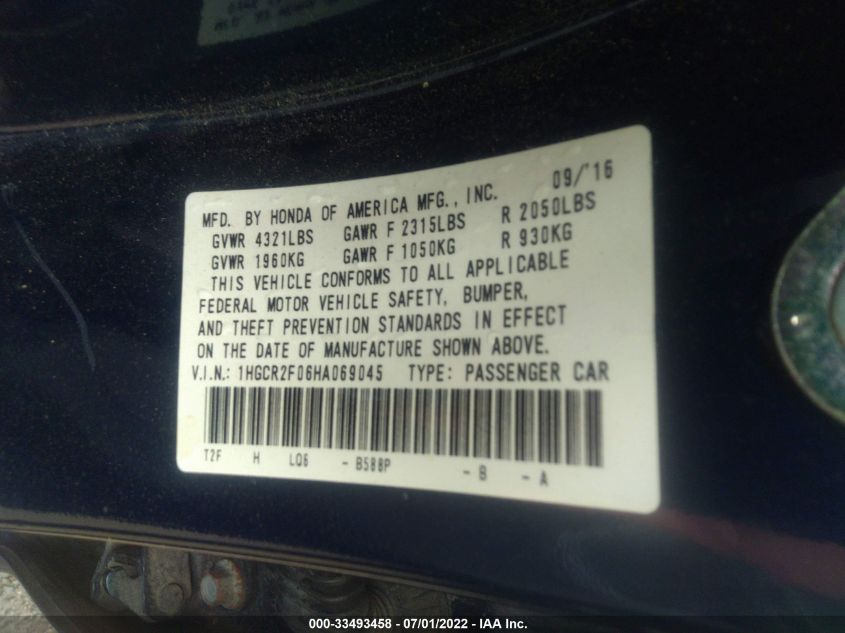 MFD. BY HONDA OF AMERICA MFG., INC. 09/'16
GVWR 4321LBS GAWR F 2315LBS R 2050LBS
GVWR 1960KG GAWR F 1050KG R 930KG
THIS VEHICLE CONFORMS TO ALL APPLICABLE
FEDERAL MOTOR VEHICLE SAFETY, BUMPER,
AND THEFT PREVENTION STANDARDS IN EFFECT
ON THE DATE OF MANUFACTURE SHOWN ABOVE.
V.I.N.: 1HGCR2F06HA069045 TYPE: PASSENGER CAR
T2F H LQ6 - B588P - B - A
000-33493458 - 07/01/2022 - IAA Inc.